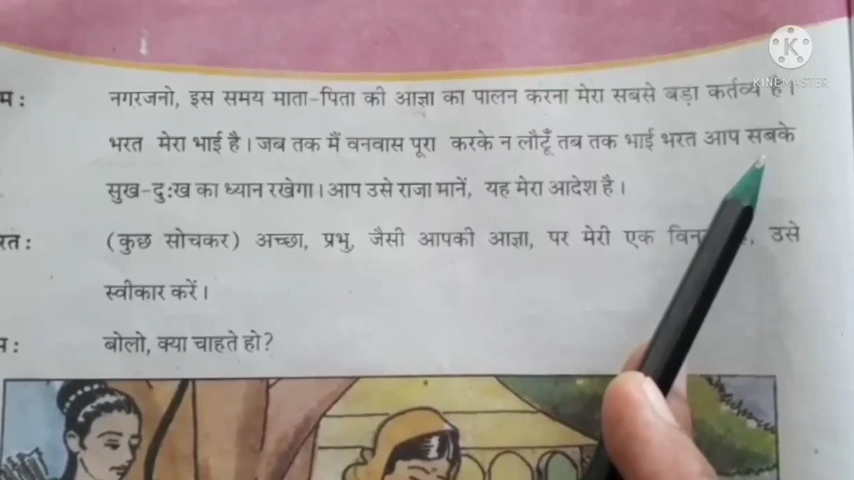 K
KINEMASTER
म: नगरजनो, इस समय माता-पिता की आज्ञा का पालन करना मेरा सबसे बड़ा कर्तव्य है।
भरत मेरा भाई है। जब तक मैं वनवास पूरा करके न लौटूँ तब तक भाई भरत आप सबके
सुख-दुःख का ध्यान रखेगा। आप उसे राजा मानें, यह मेरा आदेश है।
रत: (कुछ सोचकर) अच्छा, प्रभु, जैसी आपकी आज्ञा, पर मेरी एक उसे
स्वीकार करें।
म: बोलो, क्या चाहते हो?